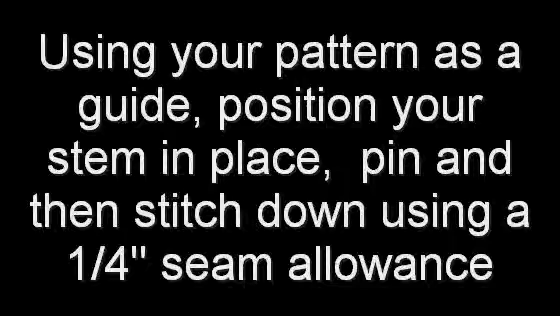 Using your pattern as a
guide, position your
stem in place,  pin and
then stitch down using a
1/4" seam allowance